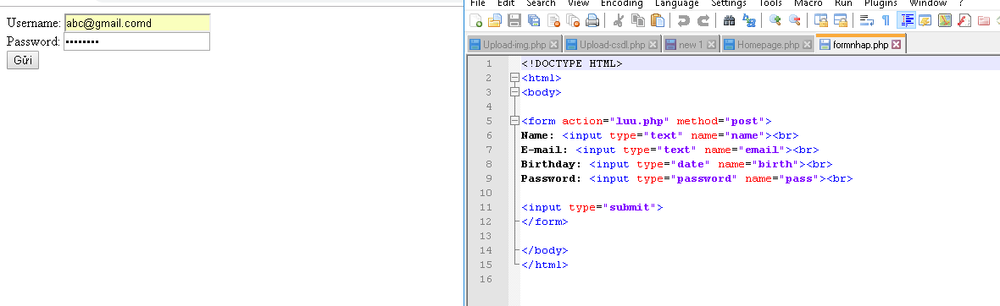 Username: abc@gmail.comd
Password: ••••••••
Gửi
File Edit Search View Encoding Language Settings Tools Macro Run Plugins Window ?
Upload-img.php Upload-csdl.php new 1 Homepage.php formnhap.php
1 <!DOCTYPE HTML>
2 <html>
3 <body>
4
5 <form action="luu.php" method="post">
6 Name: <input type="text" name="name"><br>
7 E-mail: <input type="text" name="email"><br>
8 Birthday: <input type="date" name="birth"><br>
9 Password: <input type="password" name="pass"><br>
10
11 <input type="submit">
12 </form>
13
14 </body>
15 </html>
16